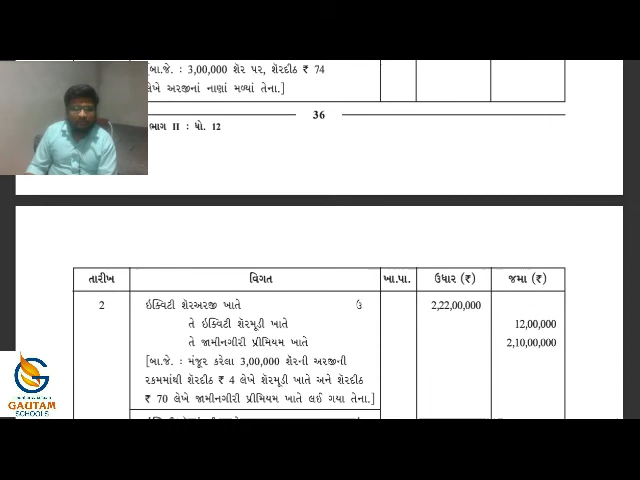 [બા.જે. : 3,00,000 શૅર પર, શૅરદીઠ ₹ 74
લેખે અરજીનાં નાણાં મળ્યાં તેના.]
36
ભાગ II : ધો. 12
તારીખ વિગત ખા.પા. ઉધાર (₹) જમા (₹)
2 ઇક્વિટી શૅરઅરજી ખાતે ઉ 2,22,00,000
તે ઇક્વિટી શૅરમૂડી ખાતે 12,00,000
તે જામીનગીરી પ્રીમિયમ ખાતે 2,10,00,000
[બા.જે. : મંજૂર કરેલા 3,00,000 શૅરની અરજીની
રકમમાંથી શૅરદીઠ ₹ 4 લેખે શૅરમૂડી ખાતે અને શૅરદીઠ
₹ 70 લેખે જામીનગીરી પ્રીમિયમ ખાતે લઈ ગયા તેના.]
GAUTAM
SCHOOLS